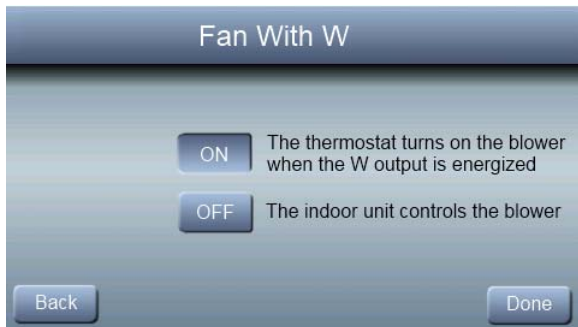 Fan With W
ON
The thermostat turns on the blower
when the W output is energized
OFF
The indoor unit controls the blower
Back
Done